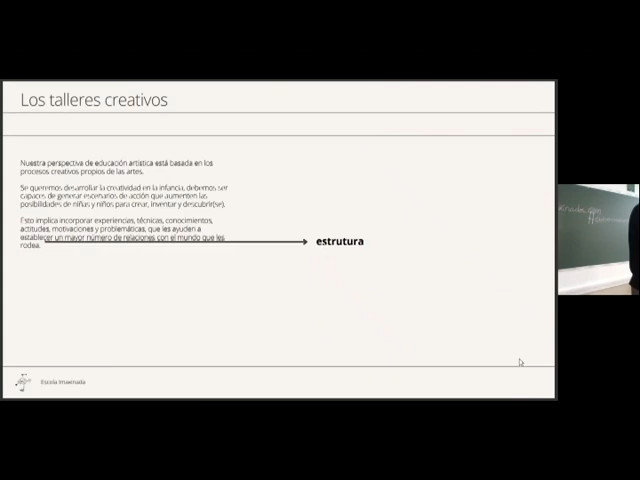 Los talleres creativos
Nuestra perspectiva de educación artística está basada en los
procesos creativos propios de las artes.
Se queremos desarrollar la creatividad en la infancia, debemos ser
capaces de generar escenarios de acción que aumenten las
posibilidades de niñas y niños para crear, inventar y descubrir(se).
Esto implica incorporar experiencias, técnicas, conocimientos,
actitudes, motivaciones y problemáticas, que les ayuden a
establecer un mayor número de relaciones con el mundo que les
rodea.
estrutura
Escola Imaxinada